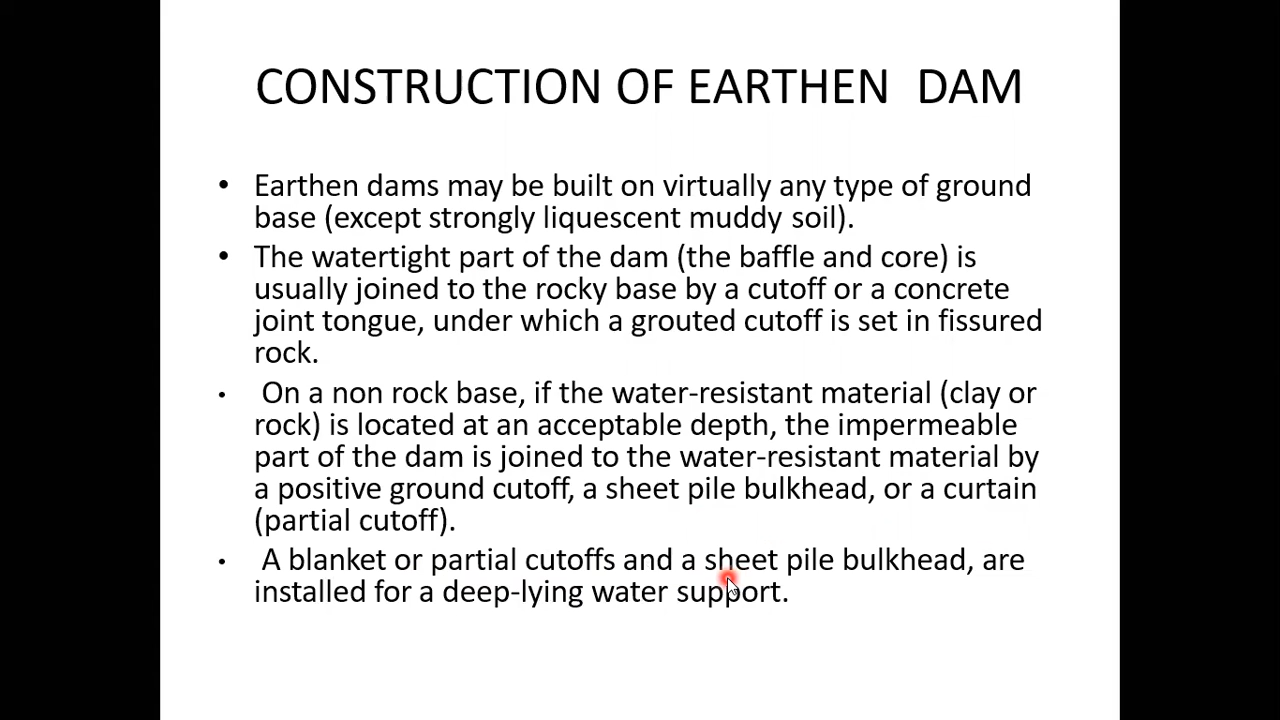 CONSTRUCTION OF EARTHEN  DAM
• Earthen dams may be built on virtually any type of ground
base (except strongly liquescent muddy soil).
• The watertight part of the dam (the baffle and core) is
usually joined to the rocky base by a cutoff or a concrete
joint tongue, under which a grouted cutoff is set in fissured
rock.
• On a non rock base, if the water-resistant material (clay or
rock) is located at an acceptable depth, the impermeable
part of the dam is joined to the water-resistant material by
a positive ground cutoff, a sheet pile bulkhead, or a curtain
(partial cutoff).
• A blanket or partial cutoffs and a sheet pile bulkhead, are
installed for a deep-lying water support.